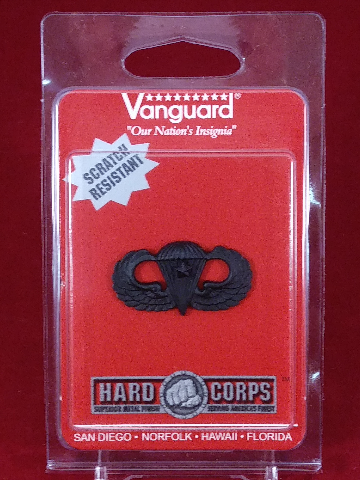 ★★★★★★★★★
Vanguard®
"Our Nation's Insignia"
SCRATCH
RESISTANT
HARD CORPS
SUPERIOR METAL FINISH SERVING AMERICA'S FINEST
SAN DIEGO • NORFOLK • HAWAII • FLORIDA